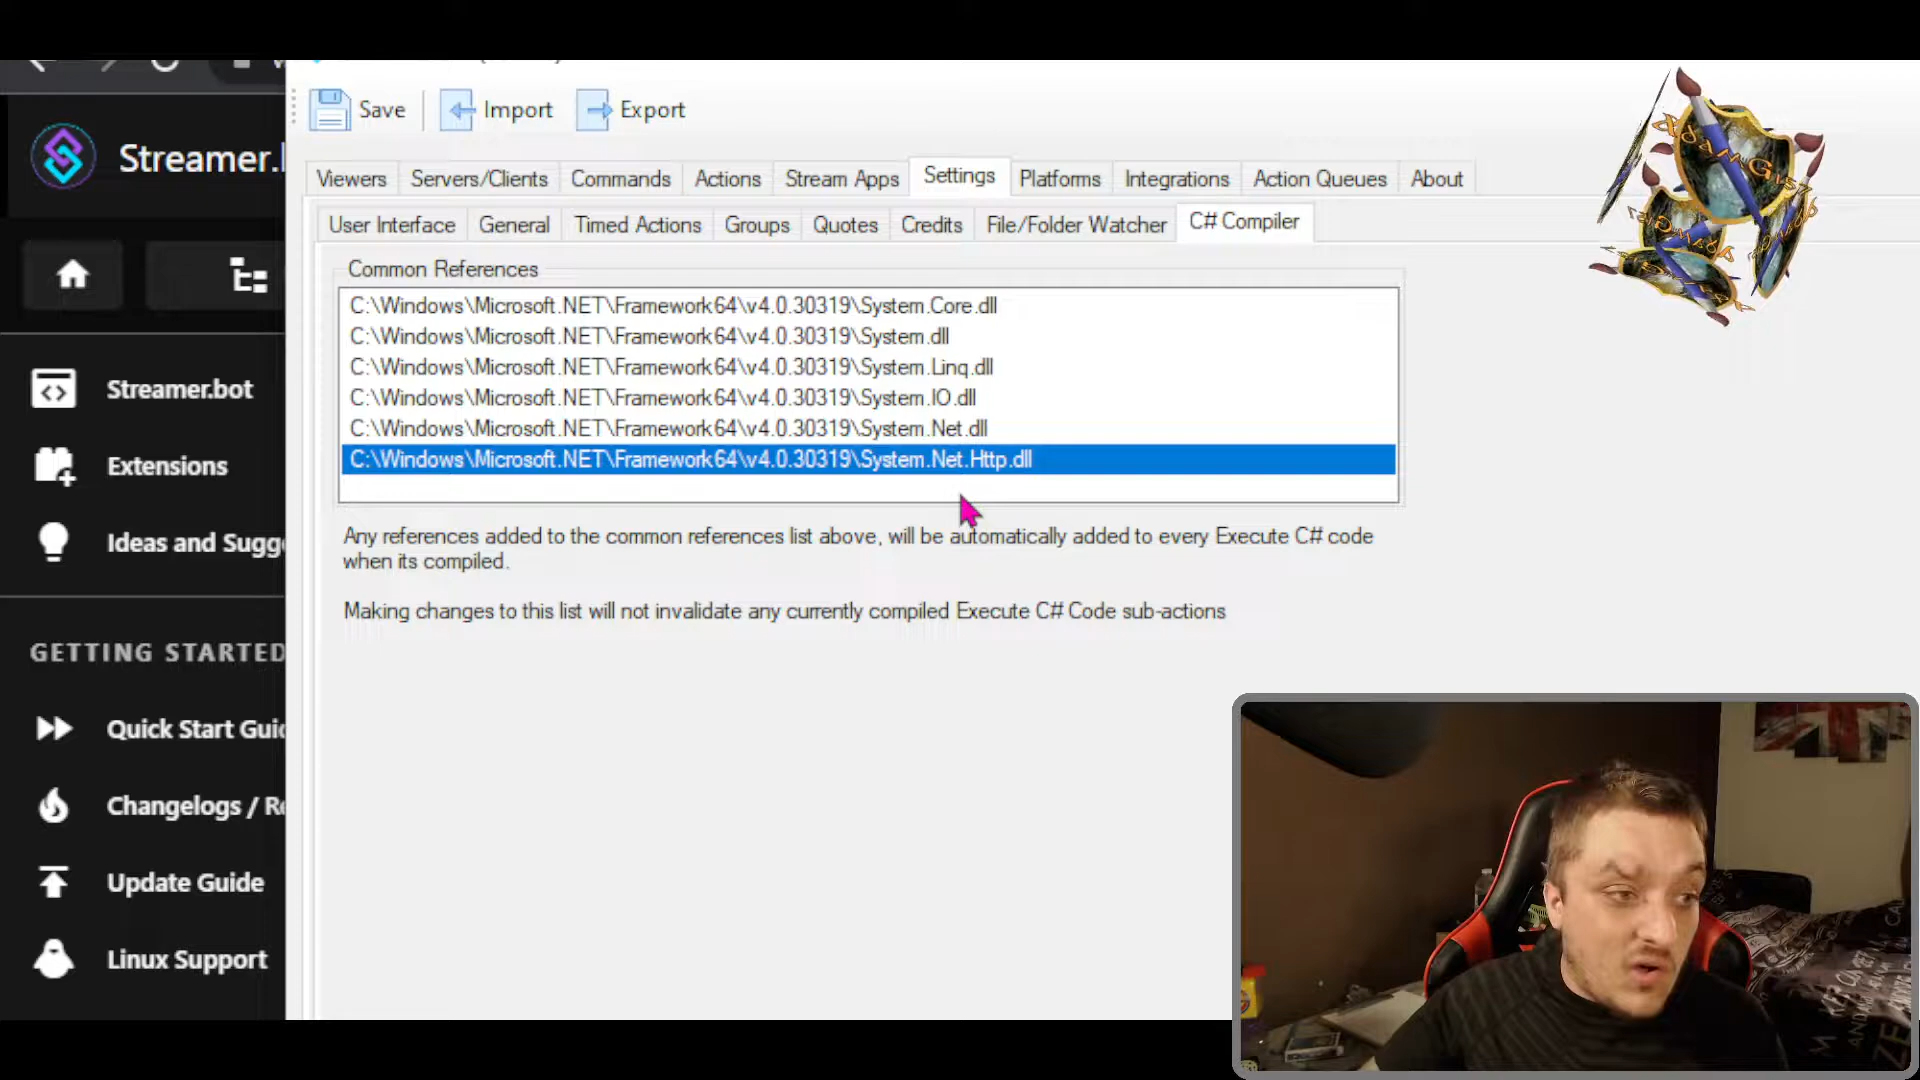 Save
Import
Export
Streamer.
Viewers
Servers/Clients
Commands
Actions
Stream Apps
Settings
Platforms
Integrations
Action Queues
About
User Interface
General
Timed Actions
Groups
Quotes
Credits
File/Folder Watcher
C# Compiler
Common References
C:\Windows\Microsoft.NET\Framework64\v4.0.30319\System.Core.dll
C:\Windows\Microsoft.NET\Framework64\v4.0.30319\System.dll
C:\Windows\Microsoft.NET\Framework64\v4.0.30319\System.Linq.dll
C:\Windows\Microsoft.NET\Framework64\v4.0.30319\System.IO.dll
C:\Windows\Microsoft.NET\Framework64\v4.0.30319\System.Net.dll
C:\Windows\Microsoft.NET\Framework64\v4.0.30319\System.Net.Http.dll
Any references added to the common references list above, will be automatically added to every Execute C# code
when its compiled.
Making changes to this list will not invalidate any currently compiled Execute C# Code sub-actions
Streamer.bot
Extensions
Ideas and Sugg
GETTING STARTED
Quick Start Gui
Changelogs / Re
Update Guide
Linux Support
AdamG157